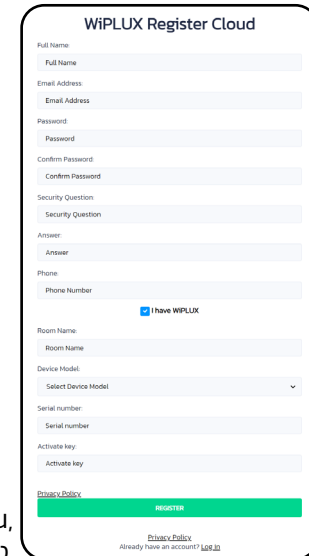 WiPLUX Register Cloud
Full Name:
Full Name
Email Address:
Email Address
Password:
Password
Confirm Password:
Confirm Password
Security Question:
Security Question
Answer:
Answer
Phone:
Phone Number
I have WIPLUX
Room Name:
Room Name
Device Model:
Select Device Model
Serial number:
Serial number
Activate key:
Activate key
Privacy Policy
REGISTER
Privacy Policy
Already have an account? Log In